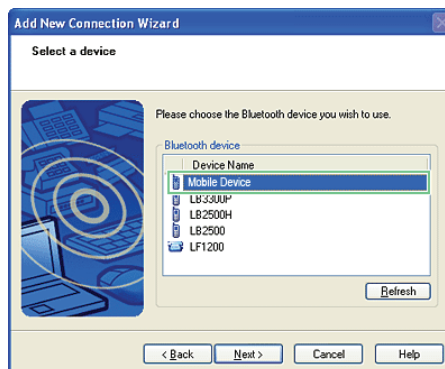 Add New Connection Wizard
Select a device
Please choose the Bluetooth device you wish to use.
Bluetooth device
Device Name
Mobile Device
LB3300P
LB2500H
LB2500
LF1200
Refresh
< Back Next > Cancel Help